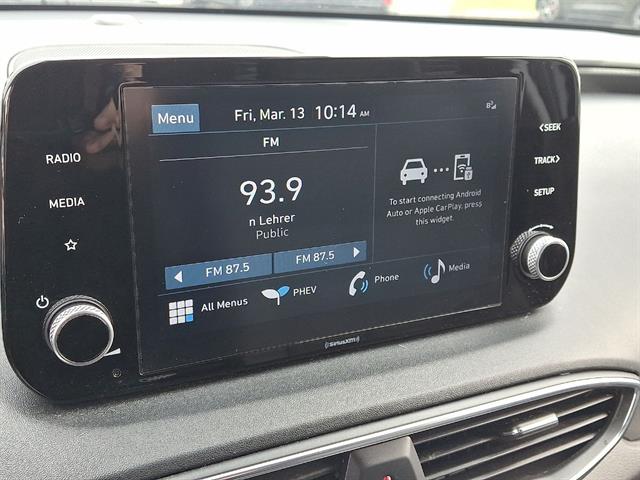 Menu
Fri, Mar. 13 10:14 AM
FM
93.9
n Lehrer
Public
FM 87.5
FM 87.5
All Menus
PHEV
Phone
Media
To start connecting Android
Auto or Apple CarPlay, press
this widget.
RADIO
MEDIA
<SEEK
TRACK>
SETUP
SiriusXM